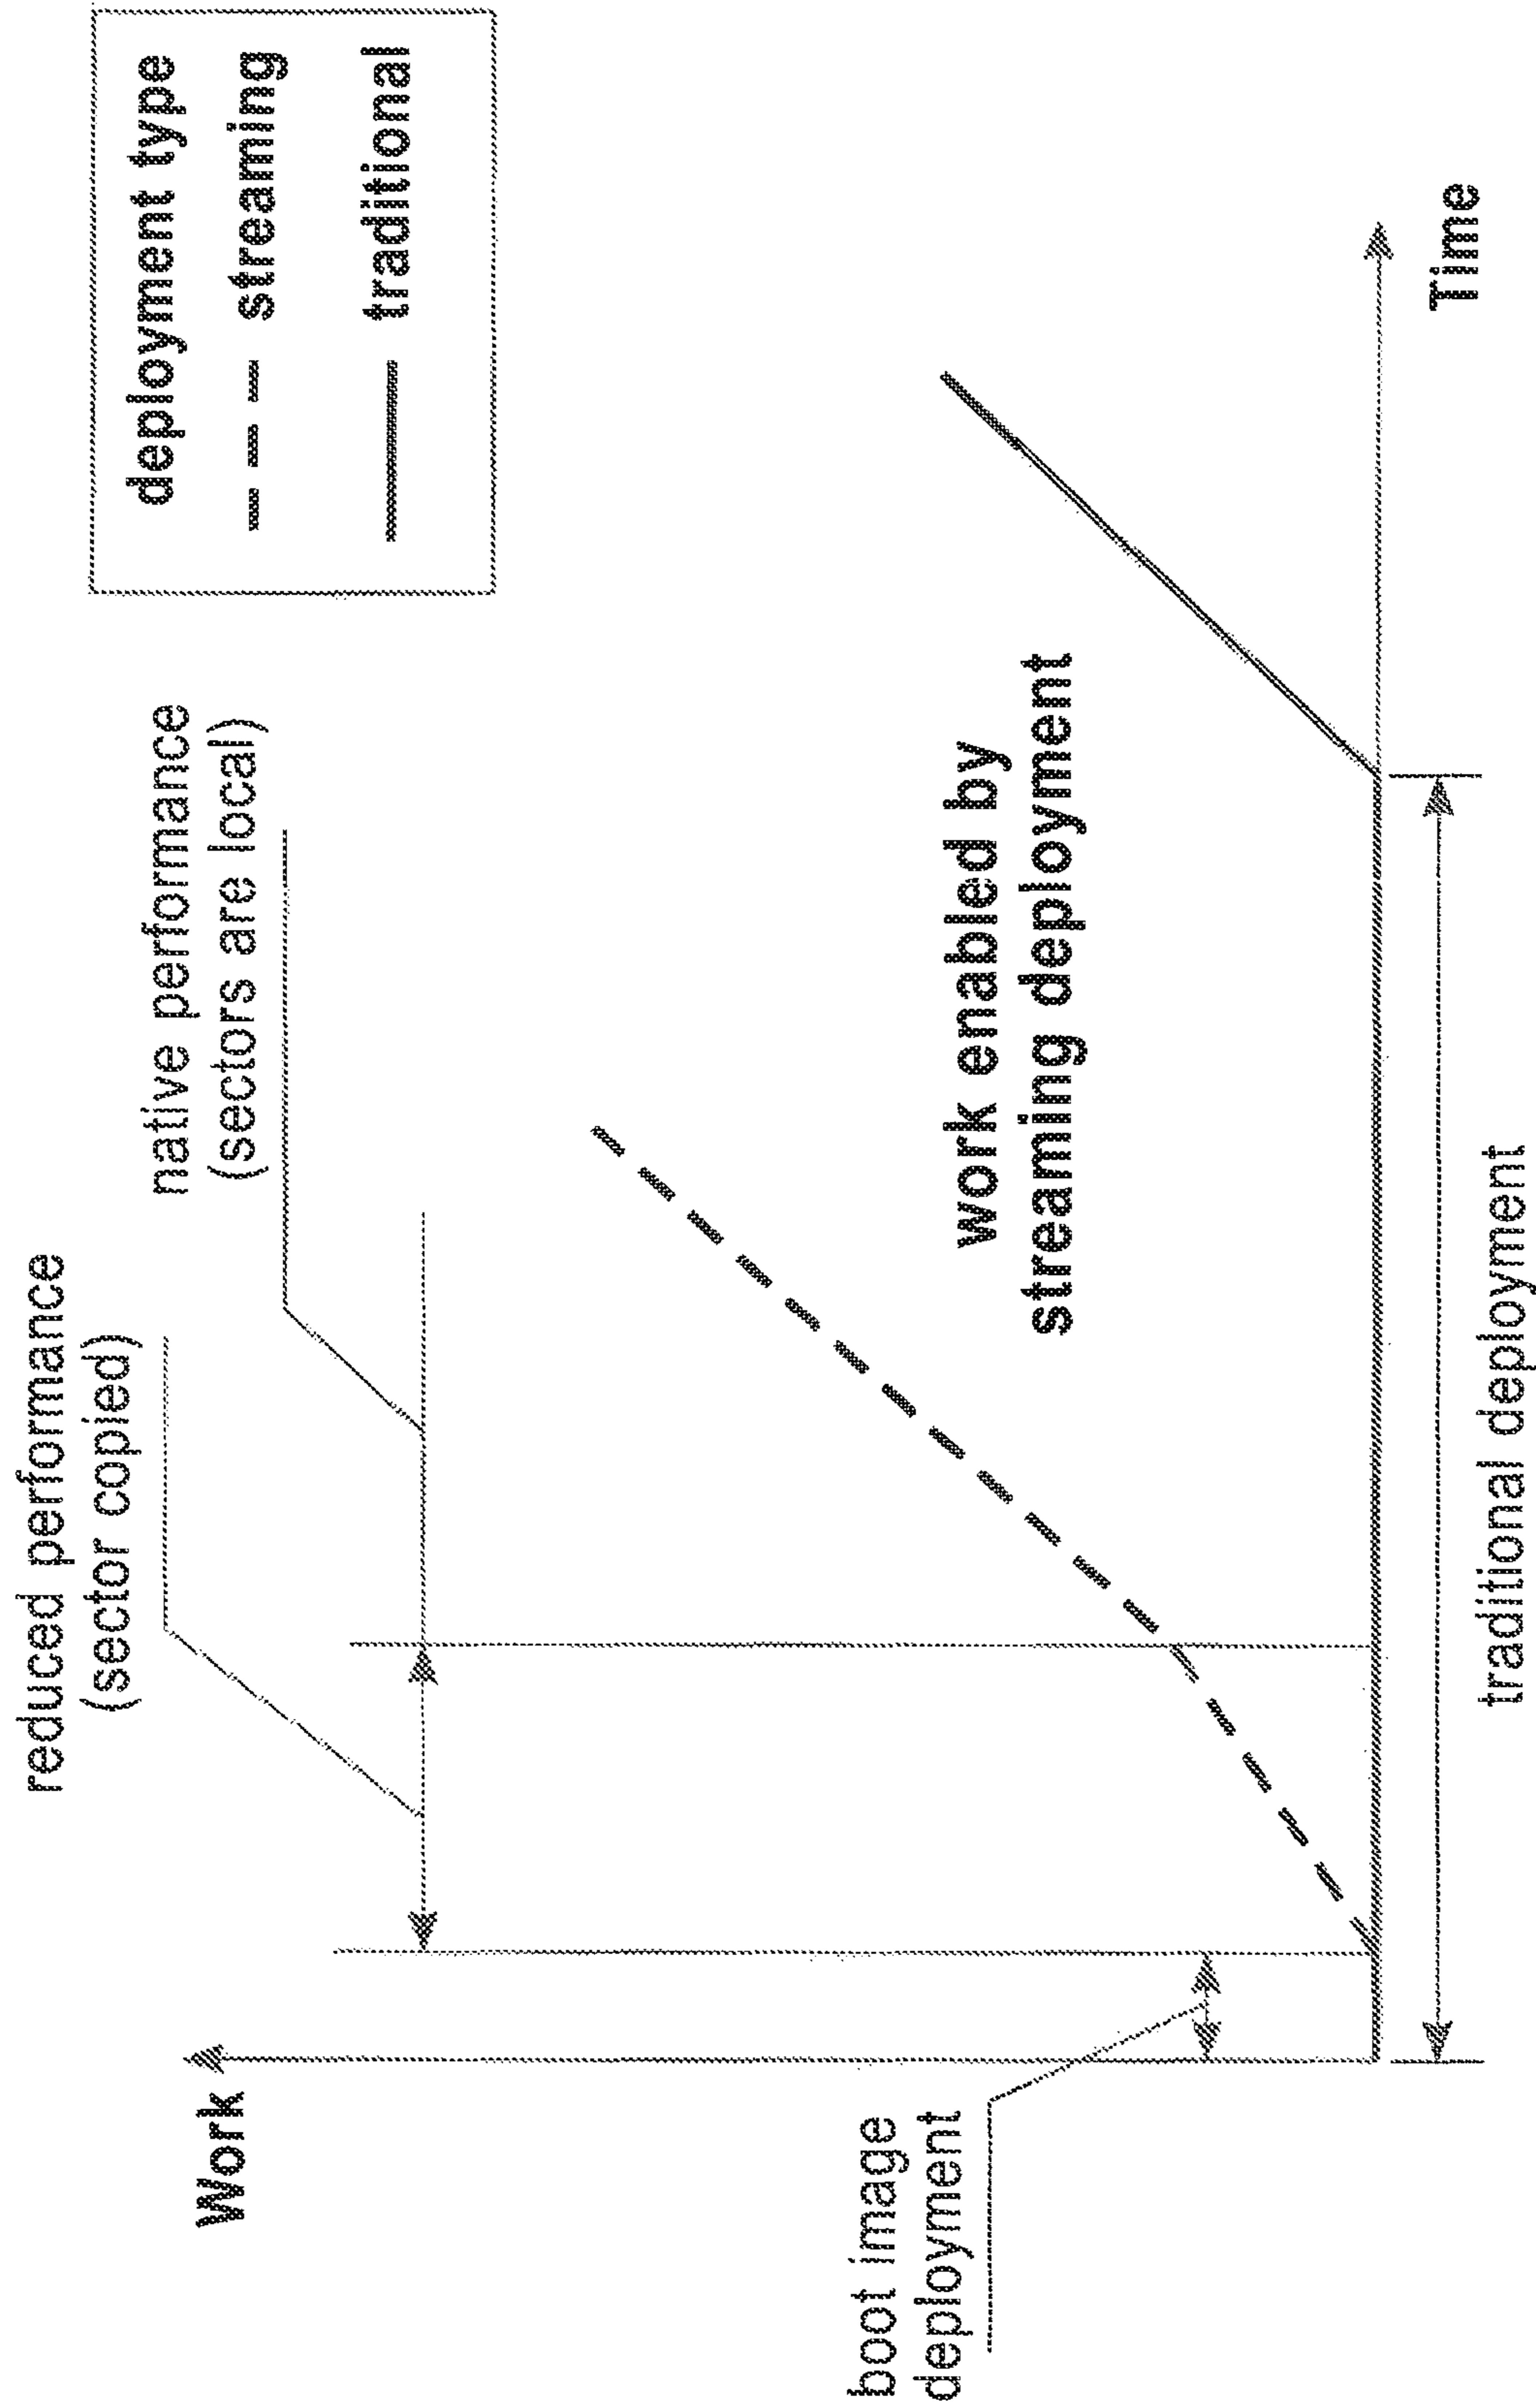 reduced performance
(sector copied)
native performance
(sectors are local)
deployment type
streaming
traditional
Work
boot image
deployment
work enabled by
streaming deployment
Time
traditional deployment